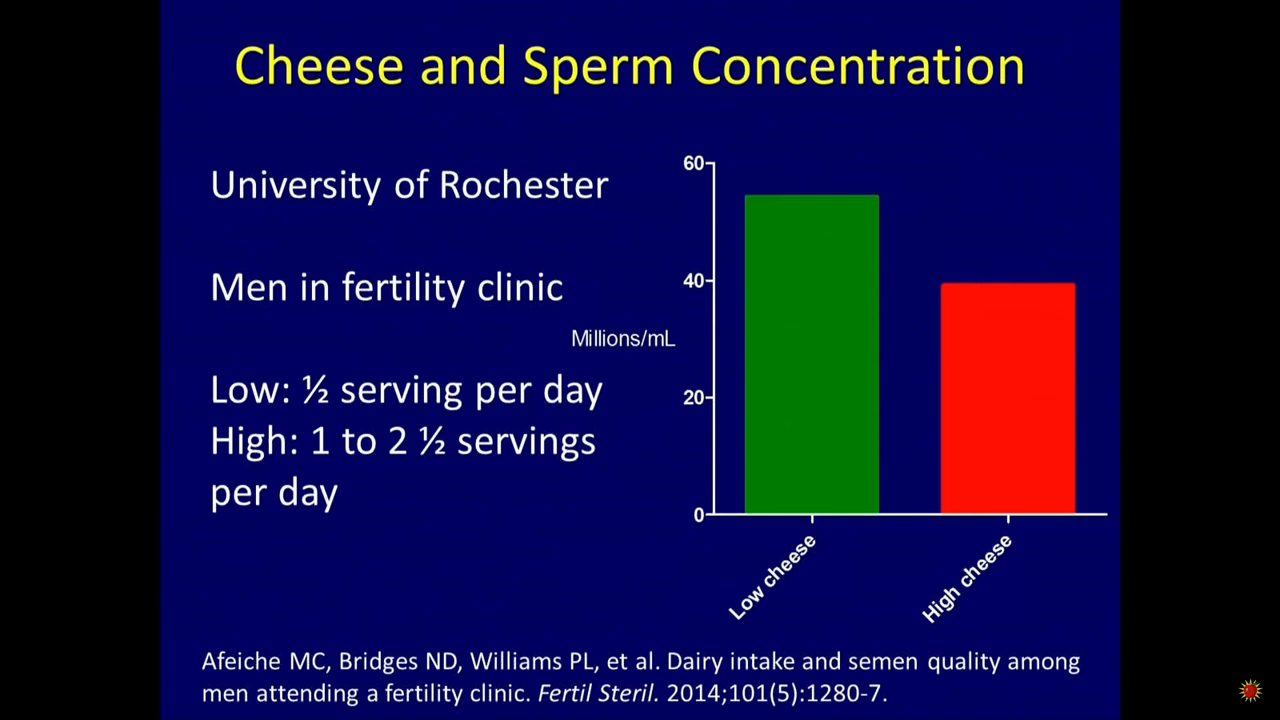 Cheese and Sperm Concentration
University of Rochester
Men in fertility clinic
Low: ½ serving per day
High: 1 to 2 ½ servings
per day
Millions/mL
60
40
20
0
Low cheese
High cheese
Afeiche MC, Bridges ND, Williams PL, et al. Dairy intake and semen quality among
men attending a fertility clinic. Fertil Steril. 2014;101(5):1280-7.